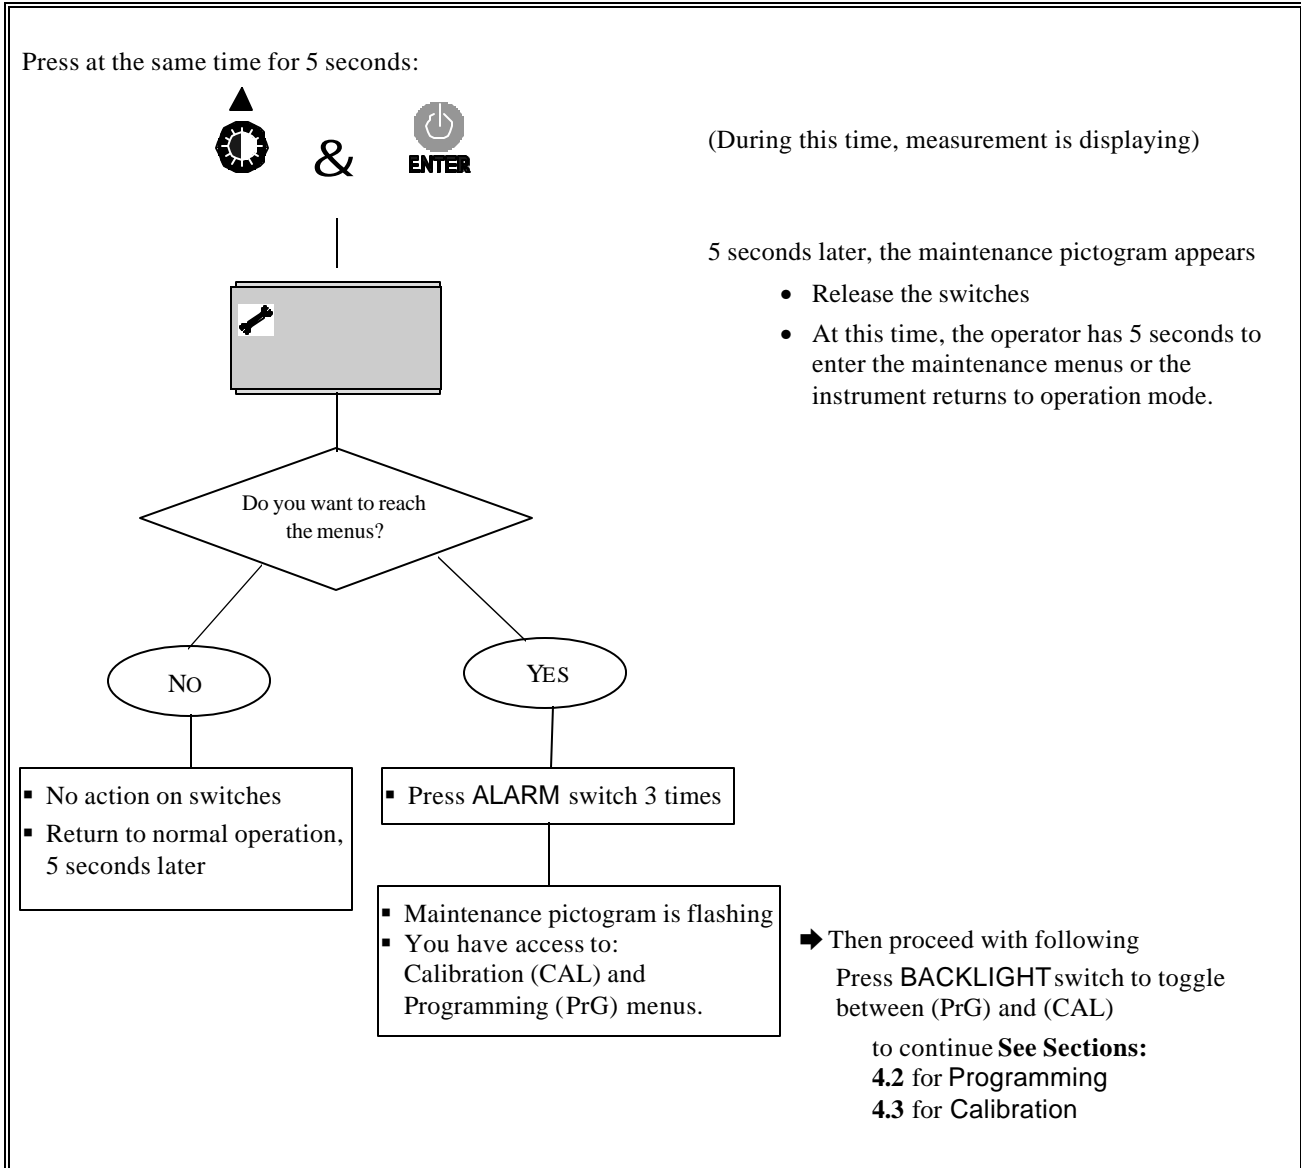 Press at the same time for 5 seconds:
&
ENTER
(During this time, measurement is displaying)
5 seconds later, the maintenance pictogram appears
• Release the switches
• At this time, the operator has 5 seconds to
enter the maintenance menus or the
instrument returns to operation mode.
Do you want to reach
the menus?
NO
YES
▪ No action on switches
▪ Return to normal operation,
5 seconds later
▪ Press ALARM switch 3 times
▪ Maintenance pictogram is flashing
▪ You have access to:
Calibration (CAL) and
Programming (PrG) menus.
➨ Then proceed with following
Press BACKLIGHT switch to toggle
between (PrG) and (CAL)
to continue See Sections:
4.2 for Programming
4.3 for Calibration